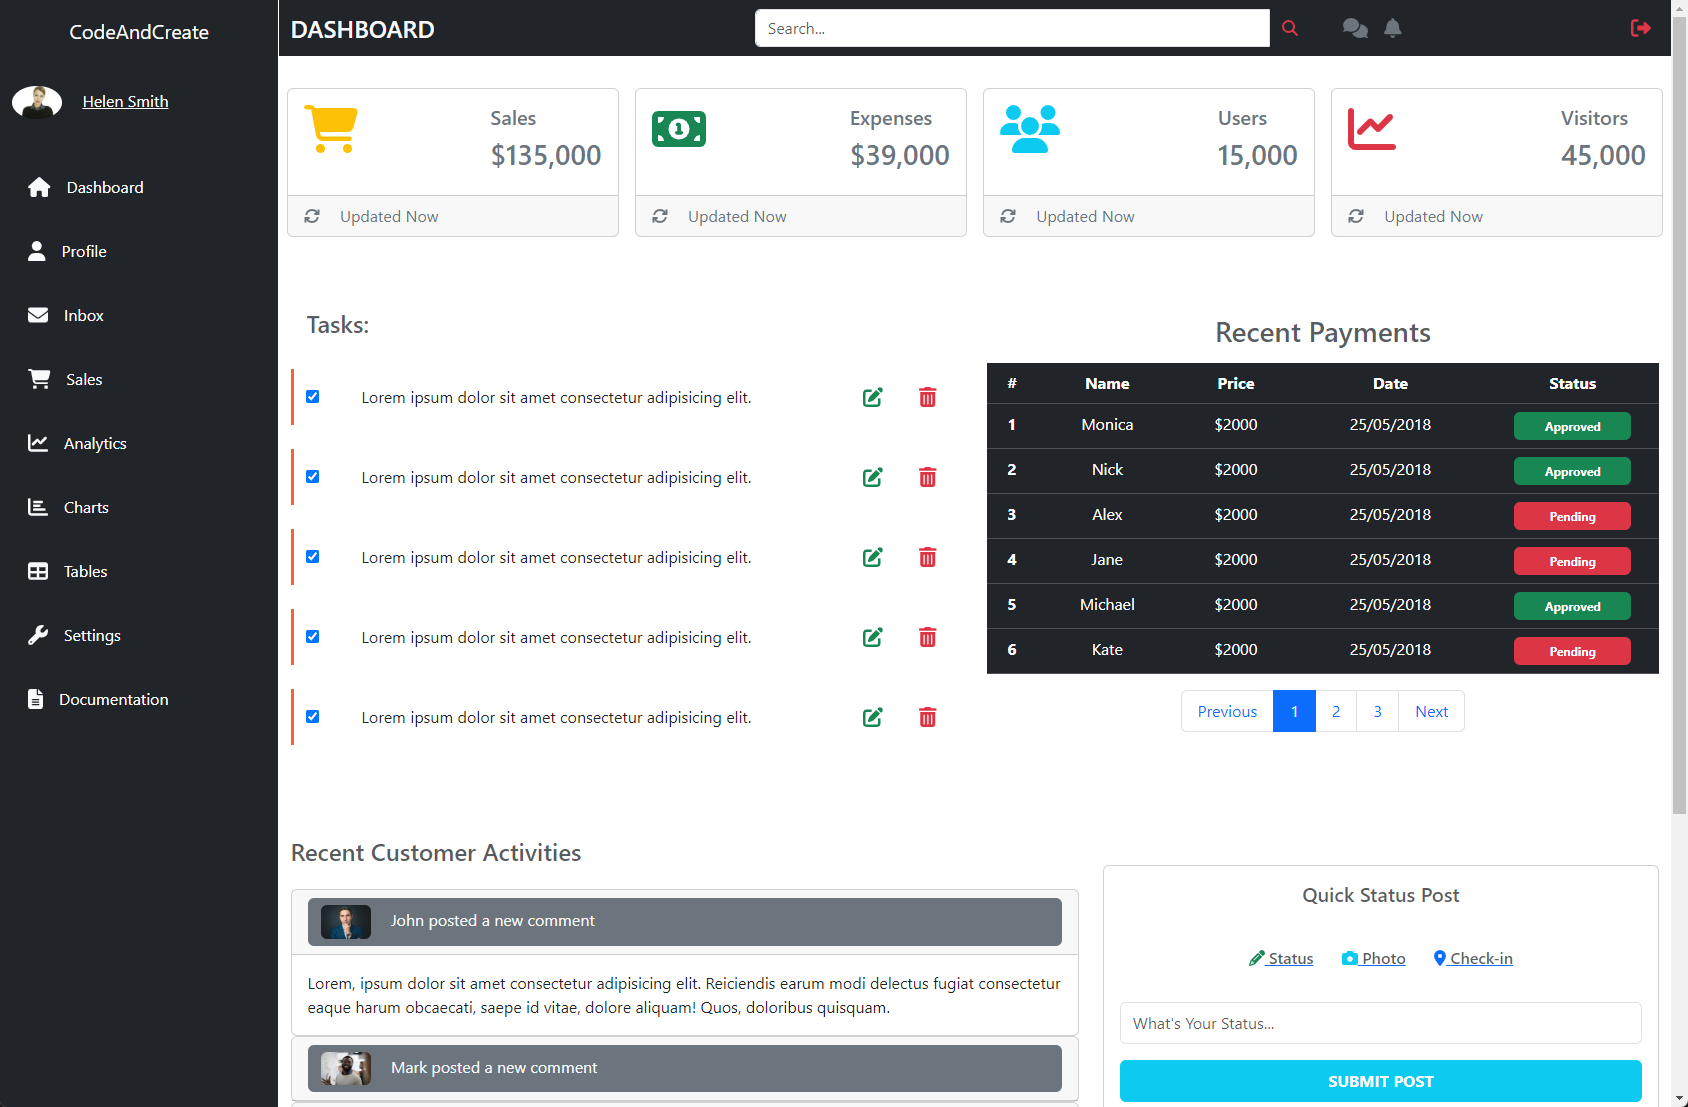 CodeAndCreate
Helen Smith
Dashboard
Profile
Inbox
Sales
Analytics
Charts
Tables
Settings
Documentation
DASHBOARD
Search...
Sales
$135,000
Updated Now
Expenses
$39,000
Updated Now
Users
15,000
Updated Now
Visitors
45,000
Updated Now
Tasks:
Lorem ipsum dolor sit amet consectetur adipisicing elit.
Lorem ipsum dolor sit amet consectetur adipisicing elit.
Lorem ipsum dolor sit amet consectetur adipisicing elit.
Lorem ipsum dolor sit amet consectetur adipisicing elit.
Lorem ipsum dolor sit amet consectetur adipisicing elit.
Recent Payments
# Name Price Date Status
1 Monica $2000 25/05/2018 Approved
2 Nick $2000 25/05/2018 Approved
3 Alex $2000 25/05/2018 Pending
4 Jane $2000 25/05/2018 Pending
5 Michael $2000 25/05/2018 Approved
6 Kate $2000 25/05/2018 Pending
Previous 1 2 3 Next
Recent Customer Activities
John posted a new comment
Lorem, ipsum dolor sit amet consectetur adipisicing elit. Reiciendis earum modi delectus fugiat consectetur
eaque harum obcaecati, saepe id vitae, dolore aliquam! Quos, doloribus quisquam.
Mark posted a new comment
Quick Status Post
Status Photo Check-in
What's Your Status...
SUBMIT POST